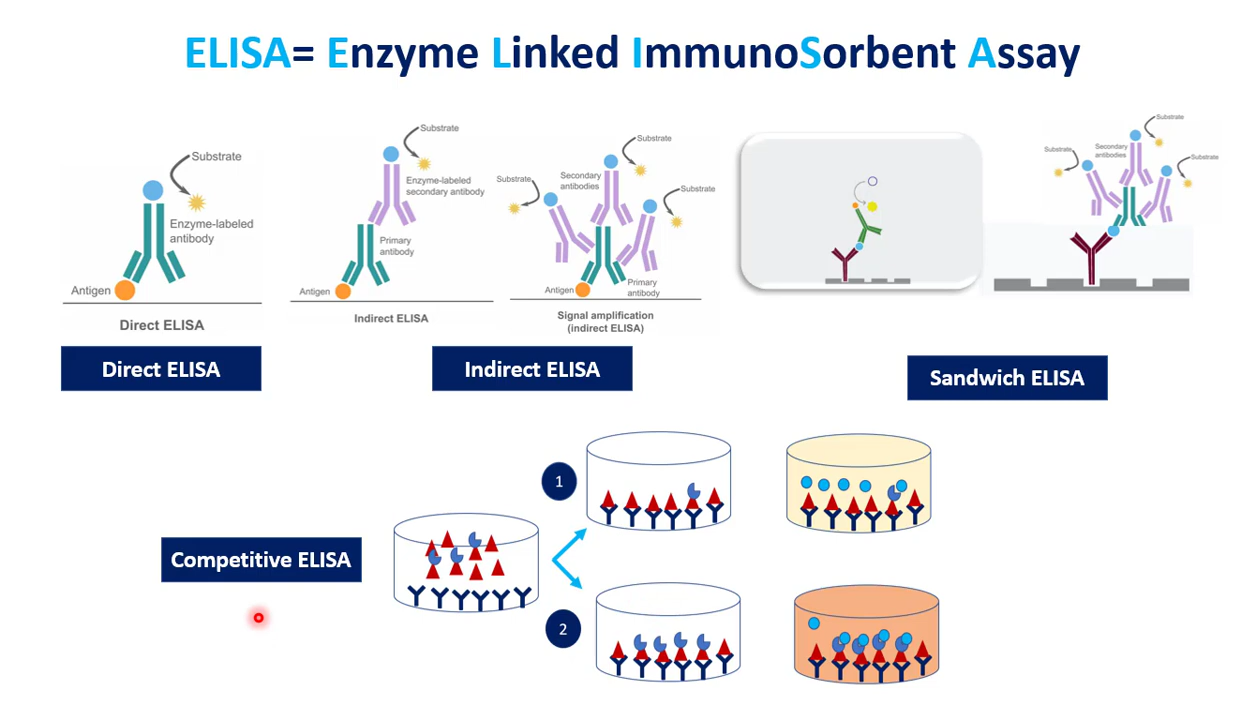 ELISA= Enzyme Linked ImmunoSorbent Assay
Substrate
Enzyme-labeled
antibody
Antigen
Direct ELISA
Direct ELISA
Substrate
Enzyme-labeled
secondary antibody
Primary
antibody
Antigen
Indirect ELISA
Substrate
Secondary
antibodies
Substrate
Substrate
Antigen
Primary
antibody
Signal amplification
(indirect ELISA)
Indirect ELISA
Substrate
Secondary
antibodies
Substrate
Substrate
Sandwich ELISA
Competitive ELISA
1
2